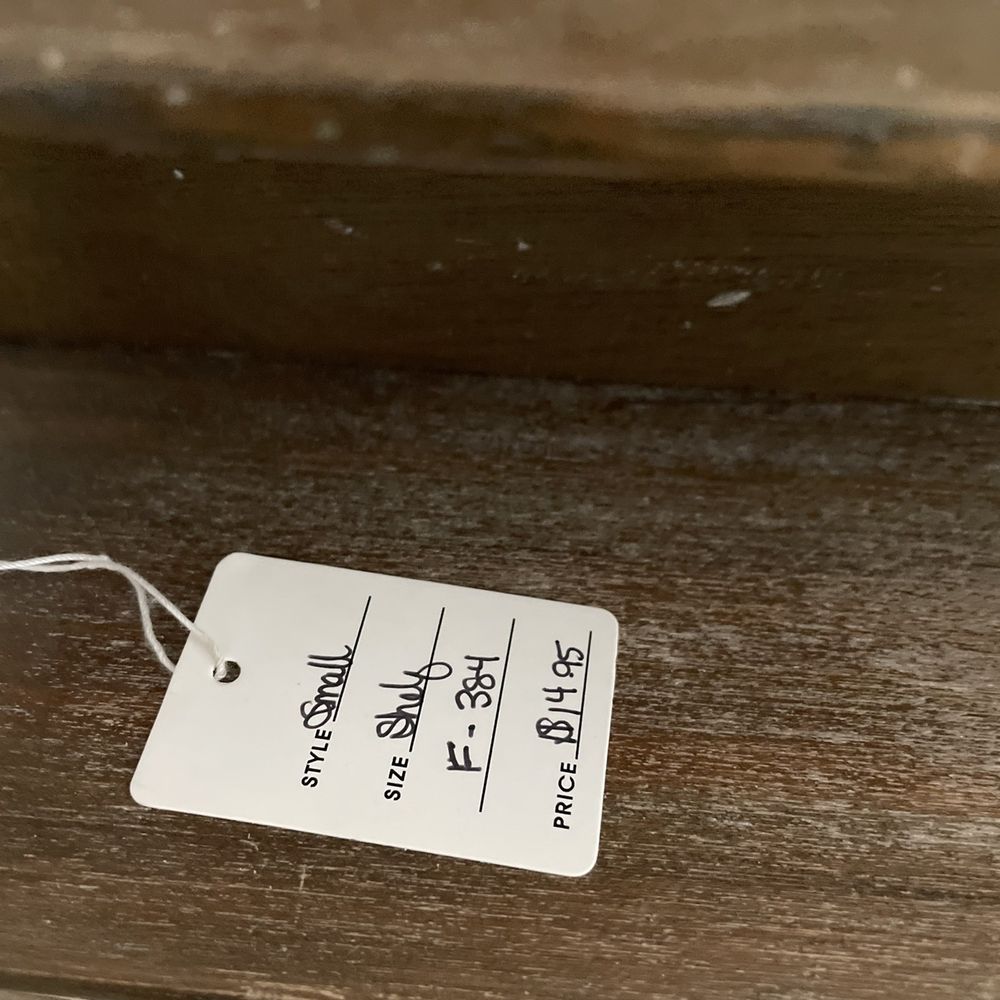 STYLE Small
SIZE Shelf
F-384
PRICE $14.95